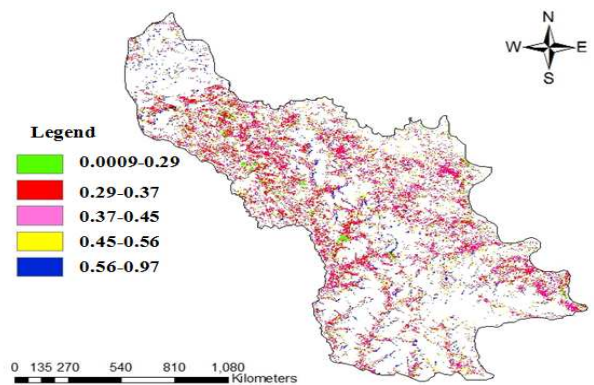 N
W E
S
Legend
0.0009-0.29
0.29-0.37
0.37-0.45
0.45-0.56
0.56-0.97
0 135 270 540 810 1,080
Kilometers